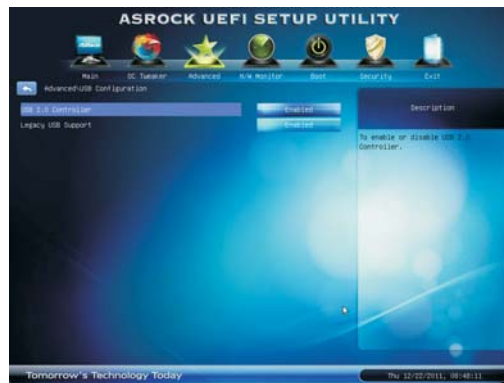 ASROCK UEFI SETUP UTILITY
Main OC Tweaker Advanced H/W Monitor Boot Security Exit
Advanced\USB Configuration
Description
USB 2.0 Controller Enabled
Legacy USB Support Enabled
To enable or disable USB 2.0
Controller.
Tomorrow's Technology Today
Thu 12/22/2011, 08:48:11